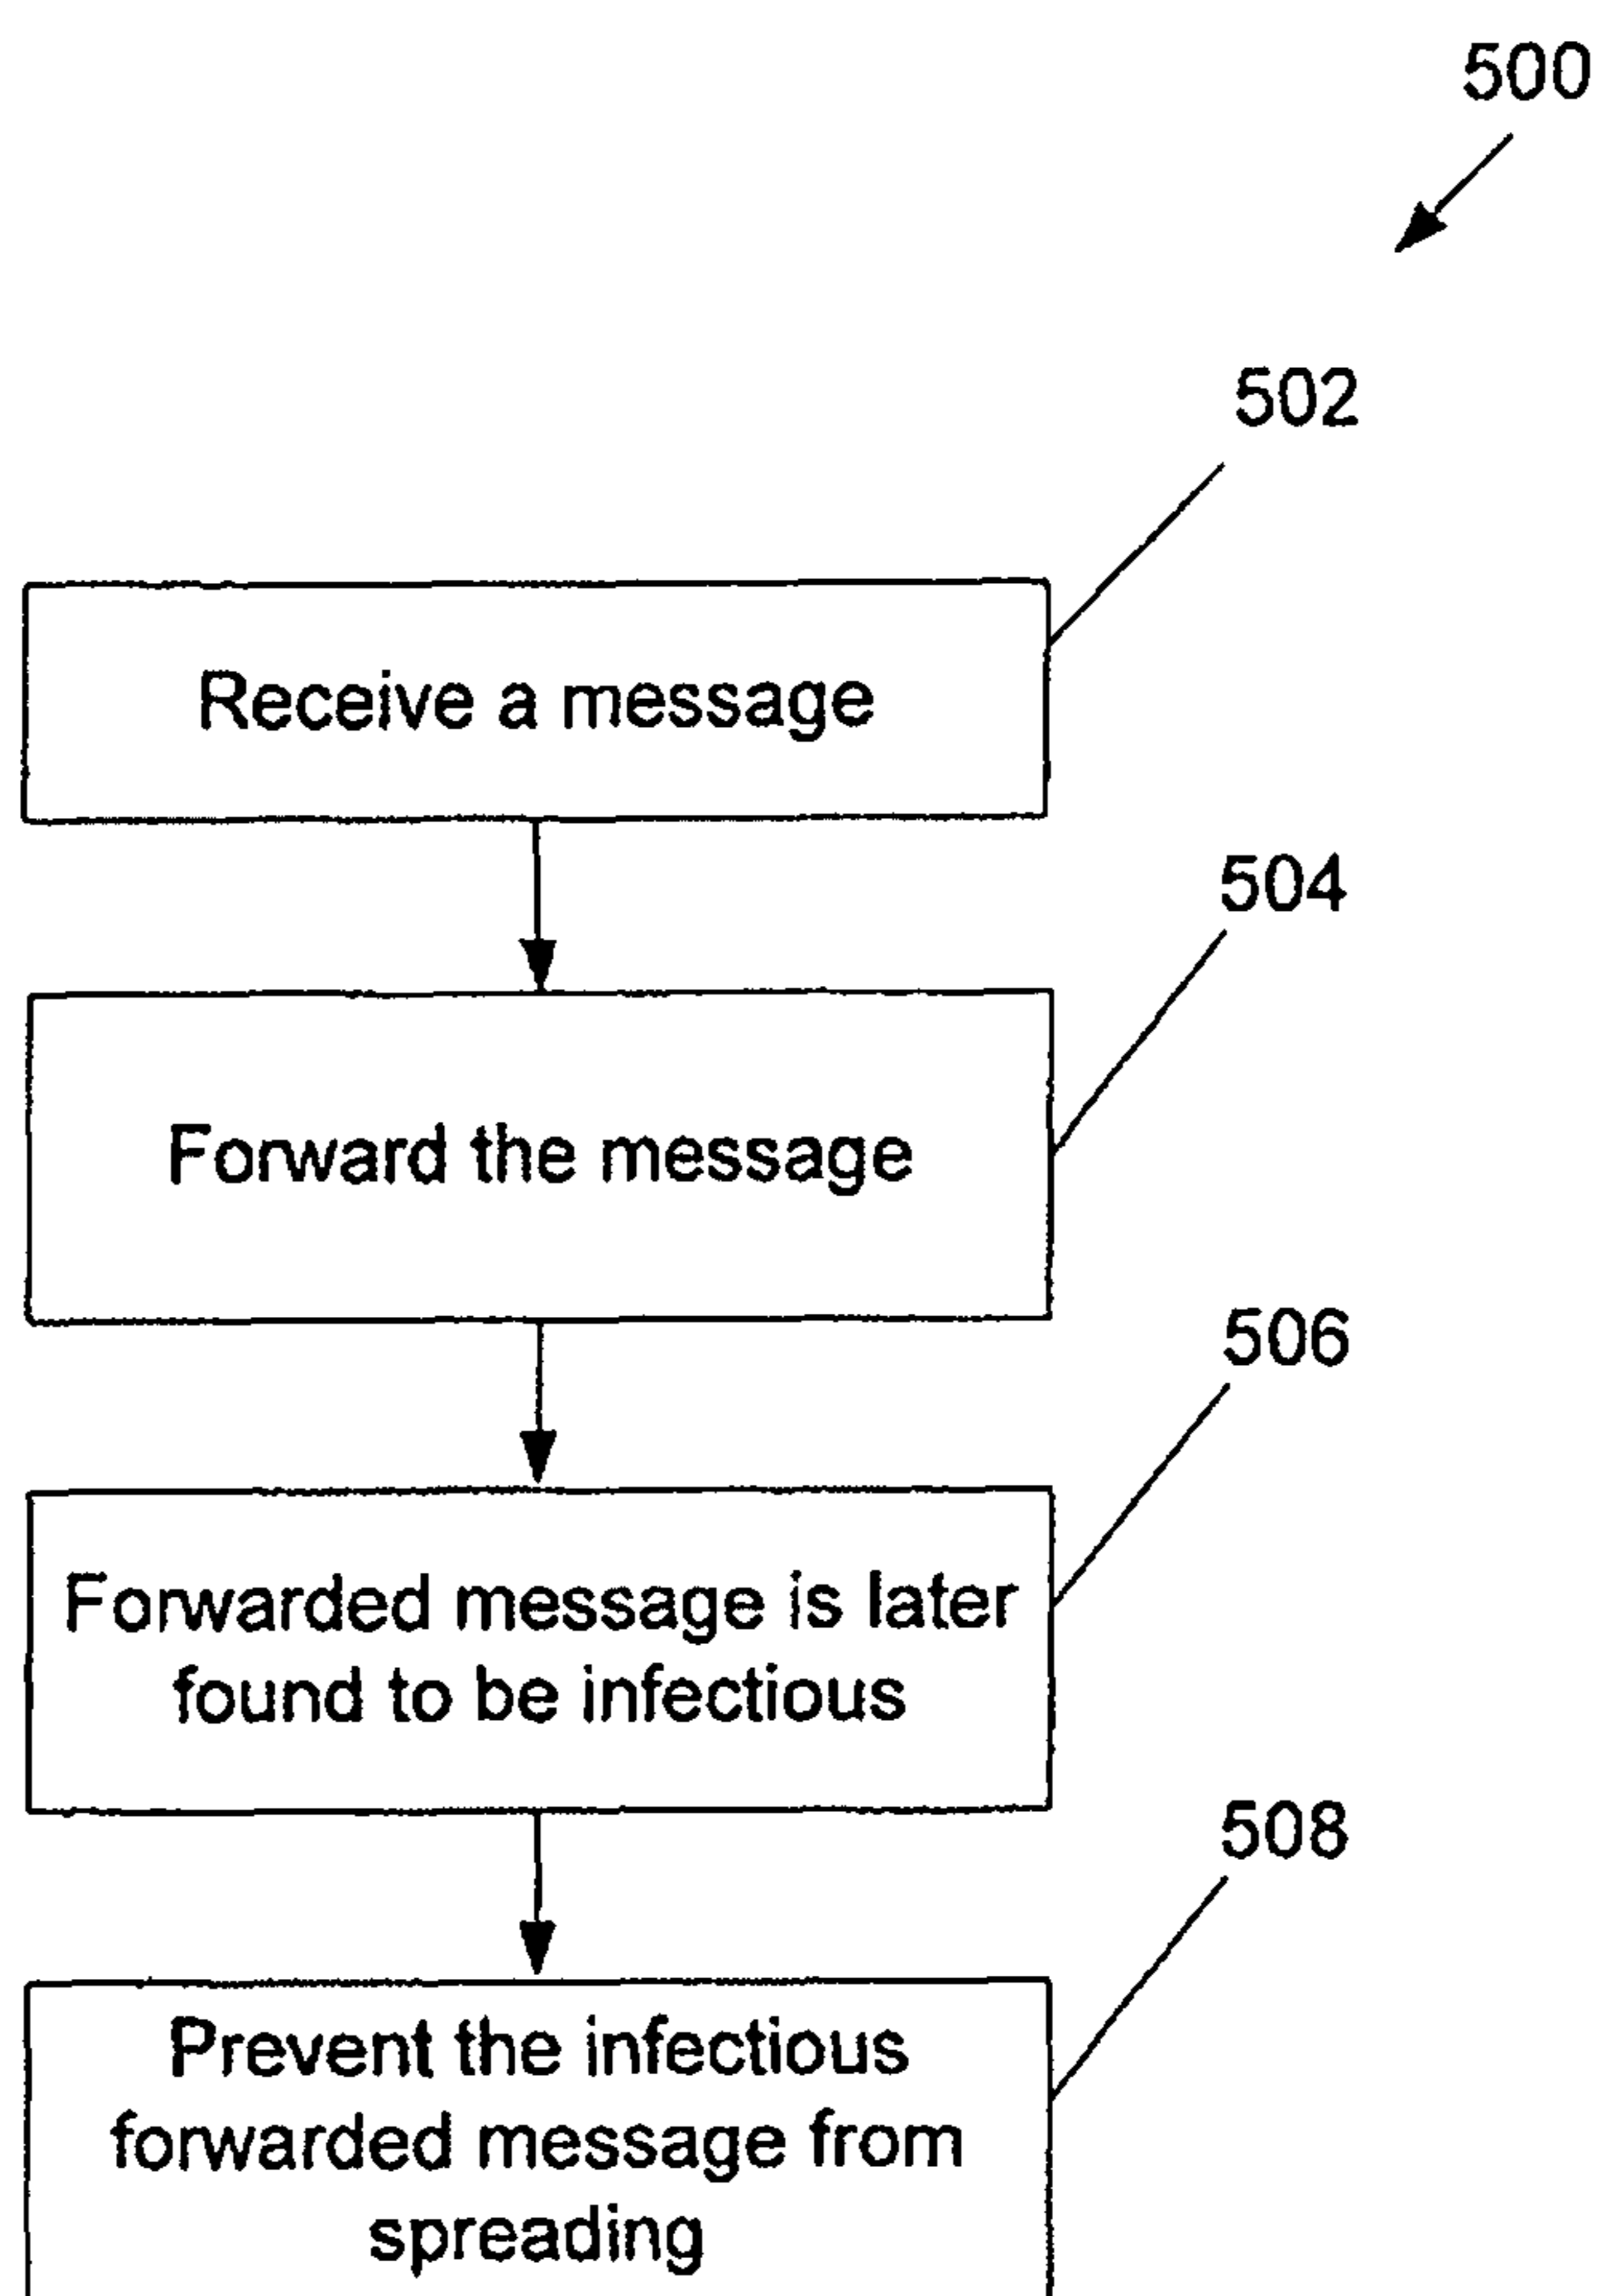 500
502
Receive a message
504
Forward the message
506
Forwarded message is later
found to be infectious
508
Prevent the infectious
forwarded message from
spreading